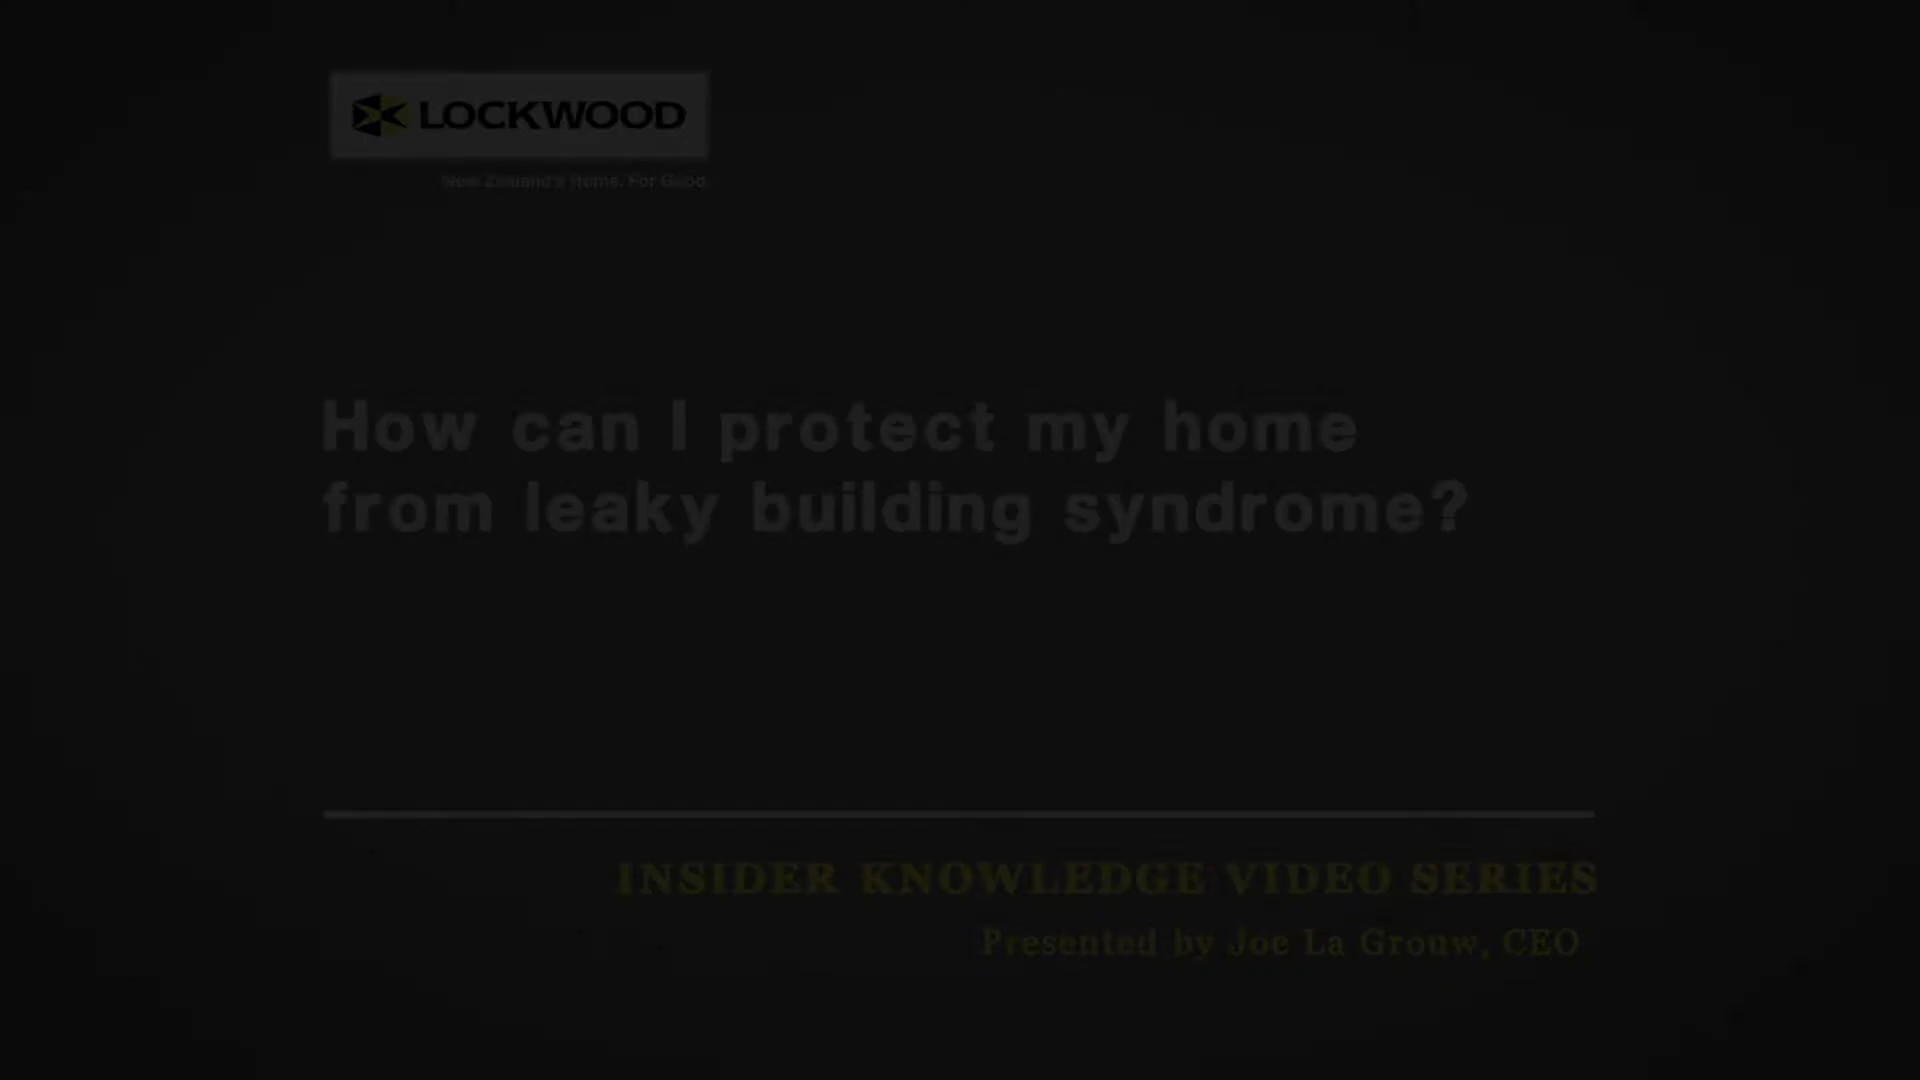 LOCKWOOD
New Zealand's Home. For Good.
How can I protect my home
from leaky building syndrome?
INSIDER KNOWLEDGE VIDEO SERIES
Presented by Joe La Grouw, CEO